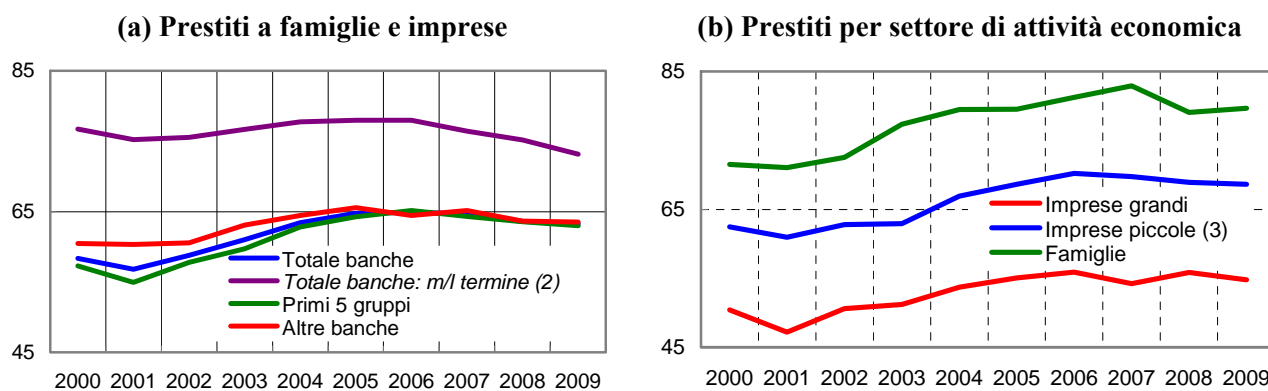 (a) Prestiti a famiglie e imprese
85
65
45
2000 2001 2002 2003 2004 2005 2006 2007 2008 2009
Totale banche
Totale banche: m/l termine (2)
Primi 5 gruppi
Altre banche
(b) Prestiti per settore di attività economica
85
65
45
2000 2001 2002 2003 2004 2005 2006 2007 2008 2009
Imprese grandi
Imprese piccole (3)
Famiglie